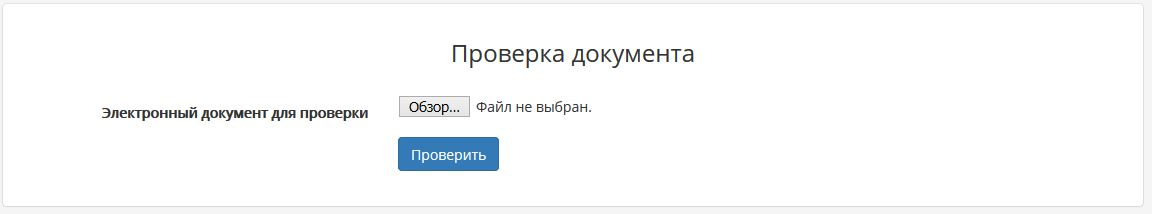 Проверка документа
Электронный документ для проверки Обзор... Файл не выбран.
Проверить